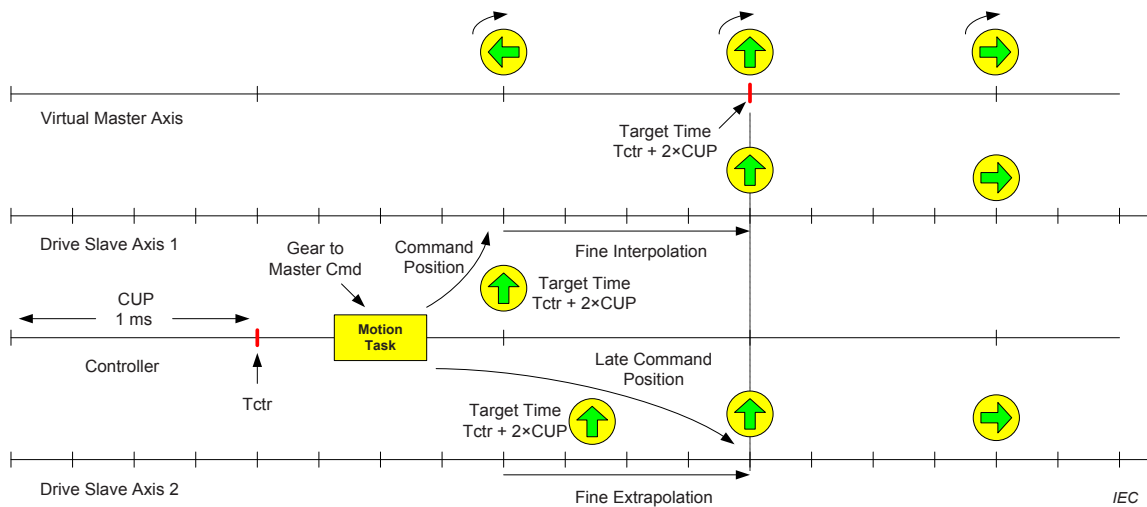 Virtual Master Axis
Target Time
Tctr + 2×CUP
Drive Slave Axis 1
Gear to
Master Cmd
Command
Position
Fine Interpolation
Target Time
Tctr + 2×CUP
CUP
1 ms
Motion
Task
Controller
Late Command
Position
Tctr
Target Time
Tctr + 2×CUP
Drive Slave Axis 2
Fine Extrapolation
IEC